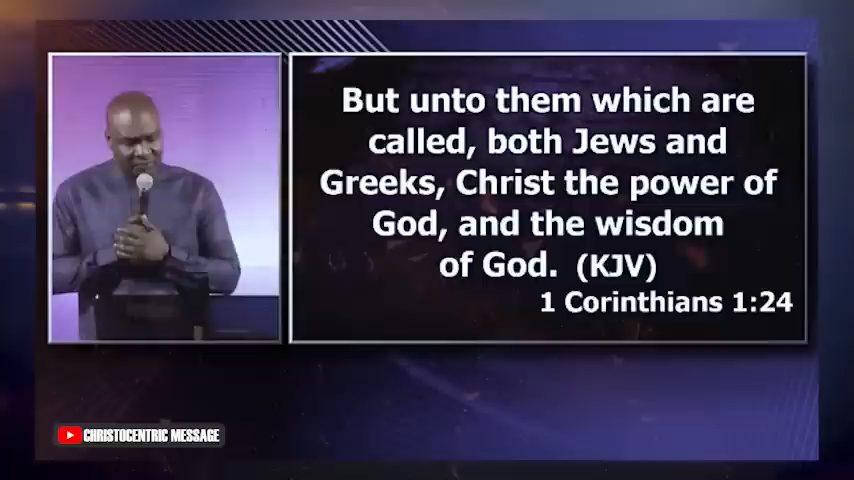 But unto them which are
called, both Jews and
Greeks, Christ the power of
God, and the wisdom
of God. (KJV)
1 Corinthians 1:24
CHRISTOCENTRIC MESSAGE